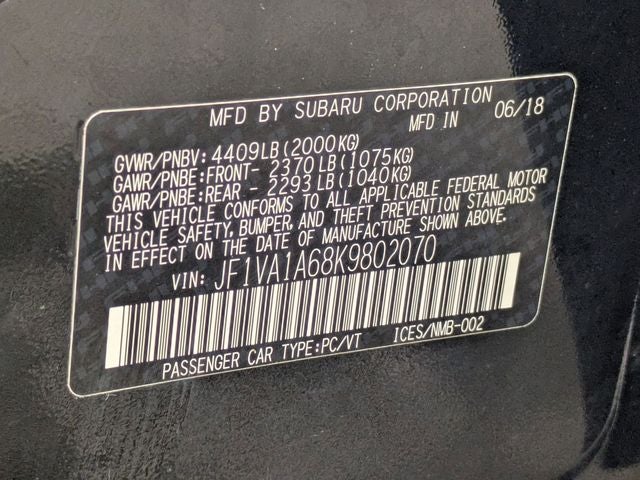 MFD BY SUBARU CORPORATION
MFD IN 06/18
GVWR/PNBV: 4409LB(2000KG)
GAWR/PNBE:FRONT- 2370LB(1075KG)
GAWR/PNBE:REAR - 2293LB(1040KG)
THIS VEHICLE CONFORMS TO ALL APPLICABLE FEDERAL MOTOR
VEHICLE SAFETY, BUMPER, AND THEFT PREVENTION STANDARDS
IN EFFECT ON THE DATE OF MANUFACTURE SHOWN ABOVE.
VIN: JF1VA1A68K9802070
PASSENGER CAR TYPE:PC/VT ICES/NMB-002